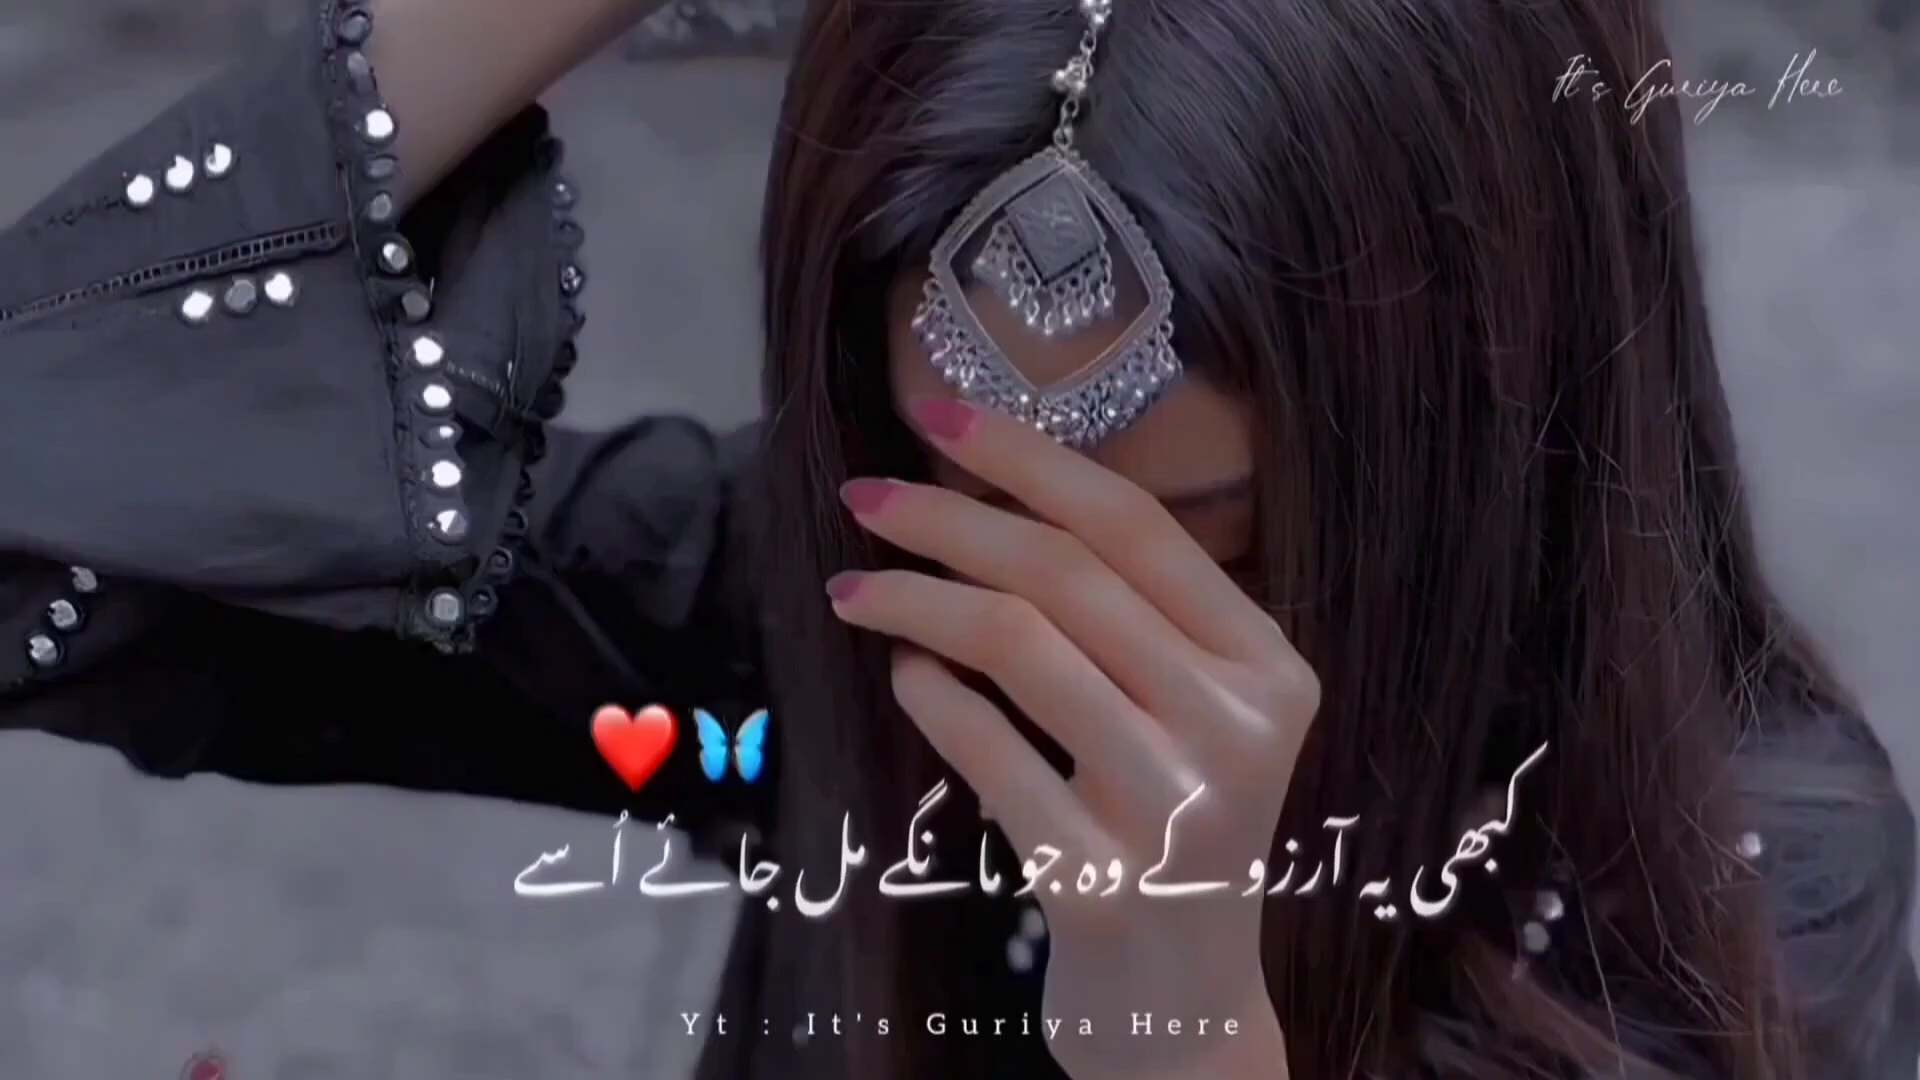 It's Guriya Here
❤️🦋
کبھی یہ آرزو کے وہ جو مانگے مل جائے اُسے
Yt : It's Guriya Here